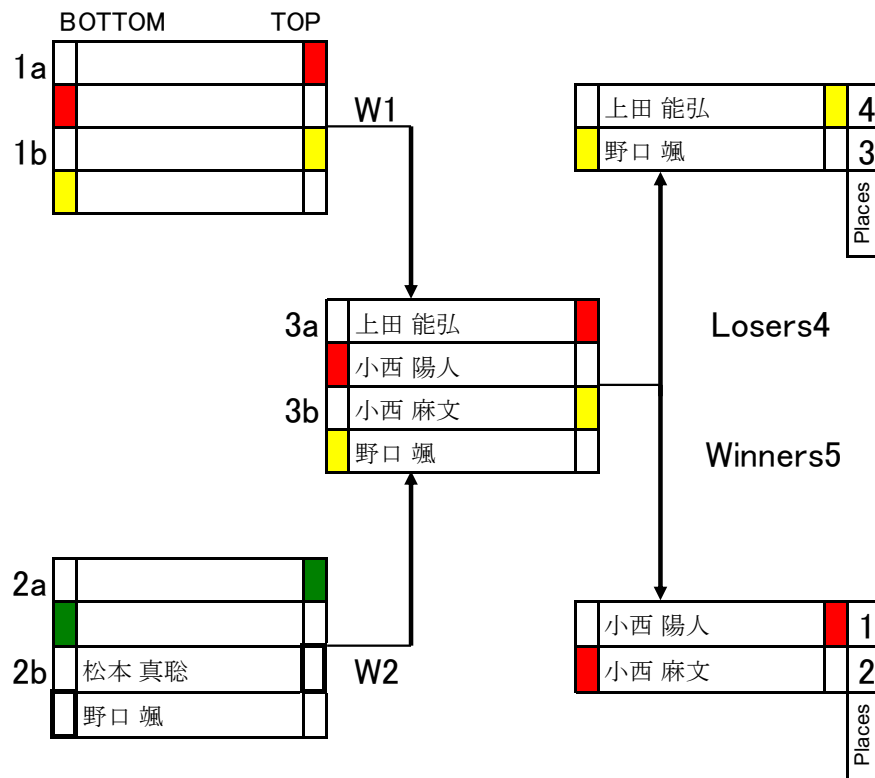 BOTTOM TOP
1a
W1
1b
上田 能弘 4
野口 颯 3
Places
3a 上田 能弘
小西 陽人
3b 小西 麻文
野口 颯
Losers4
Winners5
2a
2b 松本 真聡
野口 颯
W2
小西 陽人 1
小西 麻文 2
Places